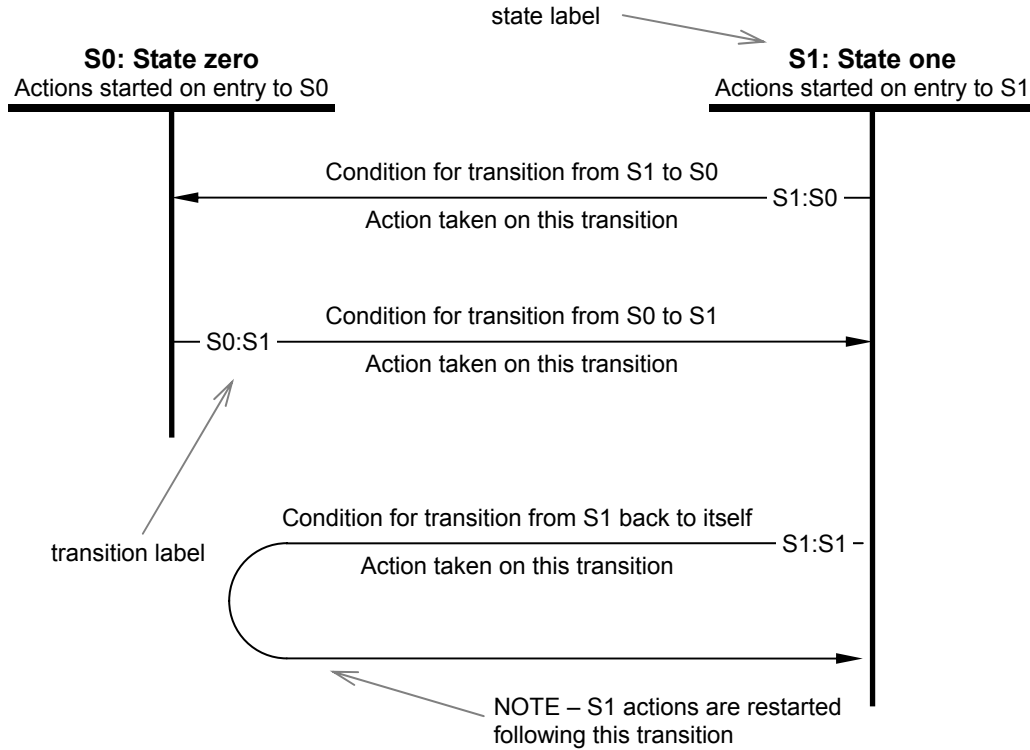 state label
S0: State zero
Actions started on entry to S0
S1: State one
Actions started on entry to S1
Condition for transition from S1 to S0
S1:S0
Action taken on this transition
Condition for transition from S0 to S1
S0:S1
Action taken on this transition
Condition for transition from S1 back to itself
S1:S1
transition label
Action taken on this transition
NOTE – S1 actions are restarted
following this transition